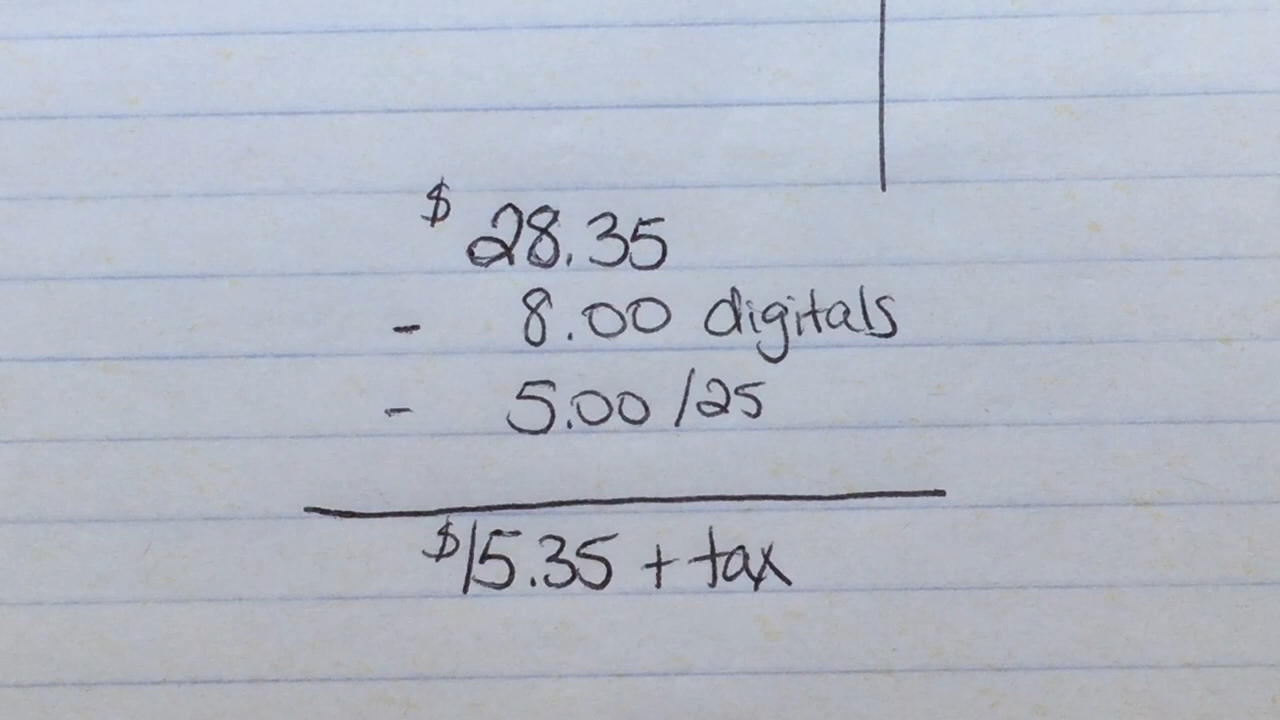 $ 28.35
- 8.00 digitals
- 5.00 /25
$15.35 + tax